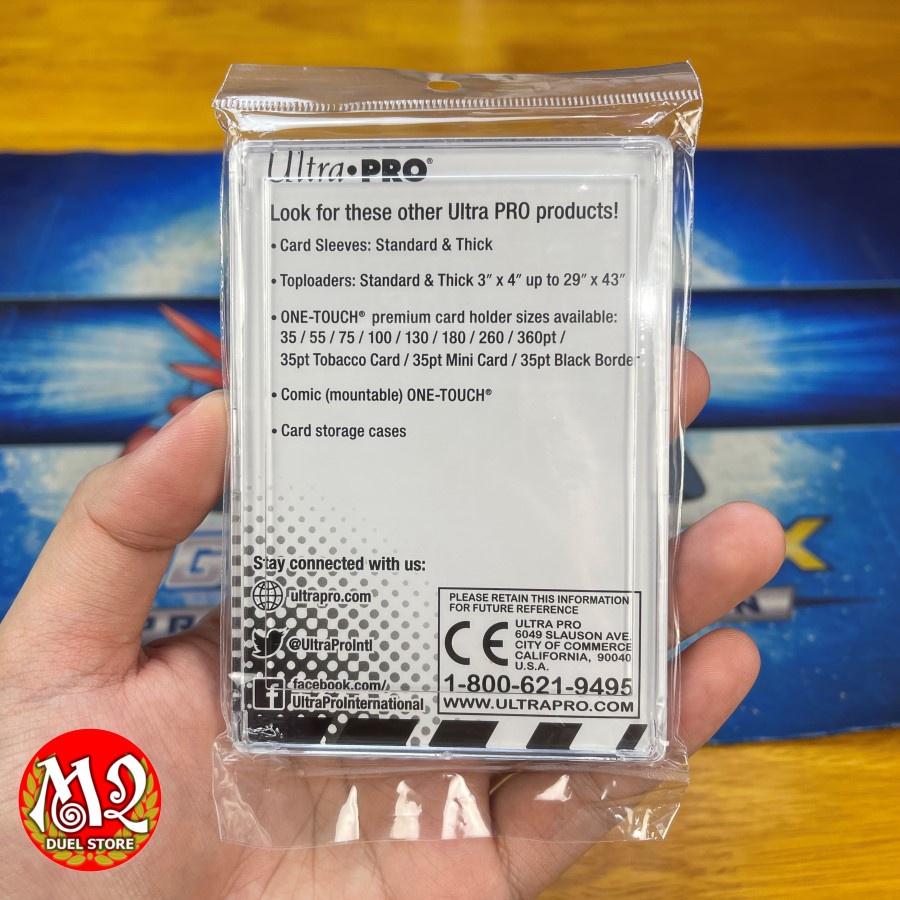 Ultra•PRO®
Look for these other Ultra PRO products!
• Card Sleeves: Standard & Thick
• Toploaders: Standard & Thick 3” x 4” up to 29” x 43”
• ONE-TOUCH® premium card holder sizes available:
35 / 55 / 75 / 100 / 130 / 180 / 260 / 360pt /
35pt Tobacco Card / 35pt Mini Card / 35pt Black Border
• Comic (mountable) ONE-TOUCH®
• Card storage cases
Stay connected with us:
ultrapro.com
@UltraProIntl
facebook.com/
UltraProInternational
PLEASE RETAIN THIS INFORMATION
FOR FUTURE REFERENCE
CE
ULTRA PRO
6049 SLAUSON AVE.
CITY OF COMMERCE
CALIFORNIA, 90040
U.S.A.
1-800-621-9495
WWW.ULTRAPRO.COM
M2
DUEL STORE